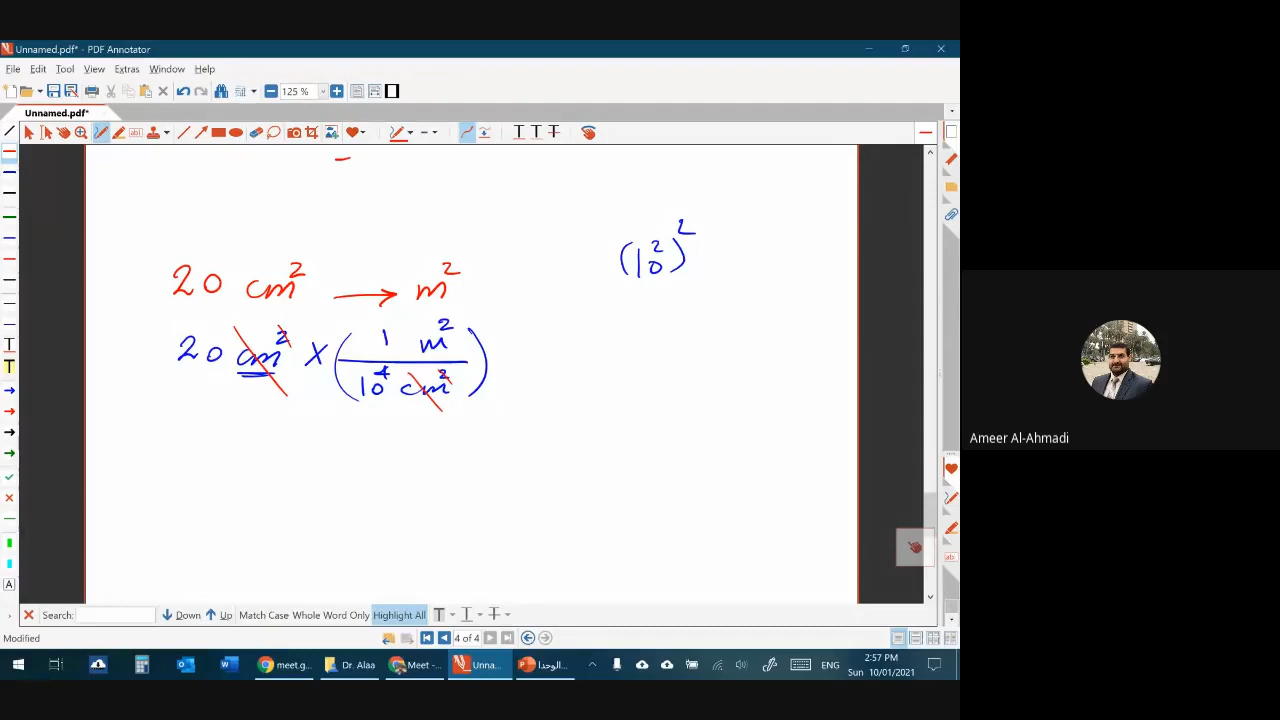 Unnamed.pdf* - PDF Annotator
File Edit Tool View Extras Window Help
125 %
Unnamed.pdf*
(10²)²
20 cm² → m²
20 cm² × (1 m² / 10⁴ cm²)
Ameer Al-Ahmadi
Search: Down Up Match Case Whole Word Only Highlight All
Modified
4 of 4
meet.g...
Dr. Alaa
Meet -...
Unna...
الوحدا...
ENG
2:57 PM
Sun 10/01/2021